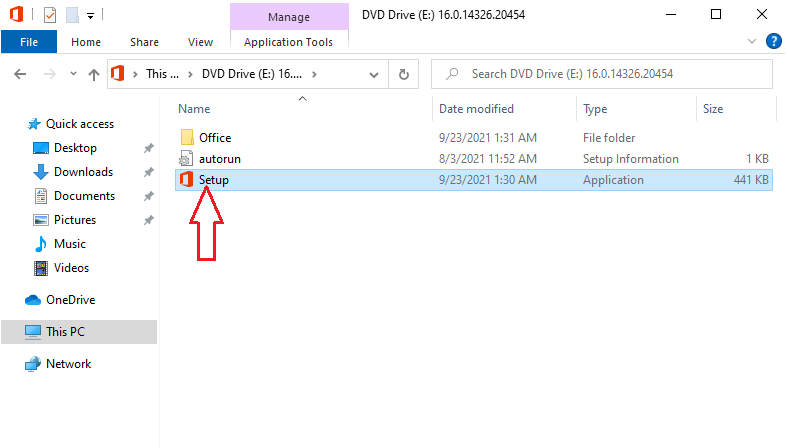 Manage
DVD Drive (E:) 16.0.14326.20454
File Home Share View Application Tools
This ... DVD Drive (E:) 16.... Search DVD Drive (E:) 16.0.14326.20454
Name Date modified Type Size
Quick access
Desktop
Downloads
Documents
Pictures
Music
Videos
OneDrive
This PC
Network
Office 9/23/2021 1:31 AM File folder
autorun 8/3/2021 11:52 AM Setup Information 1 KB
Setup 9/23/2021 1:30 AM Application 441 KB